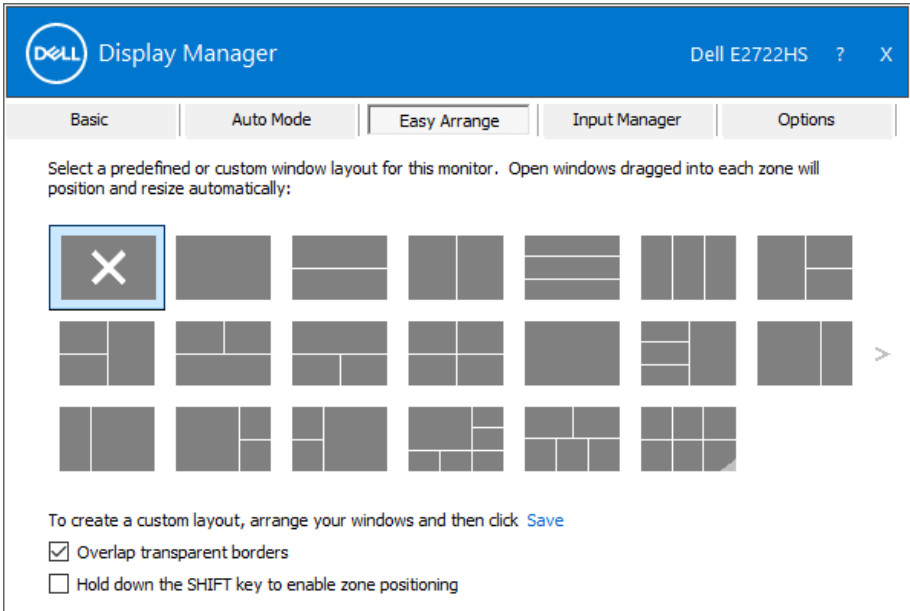 DELL Display Manager Dell E2722HS ? X
Basic Auto Mode Easy Arrange Input Manager Options
Select a predefined or custom window layout for this monitor. Open windows dragged into each zone will
position and resize automatically:
>
To create a custom layout, arrange your windows and then click Save
Overlap transparent borders
Hold down the SHIFT key to enable zone positioning